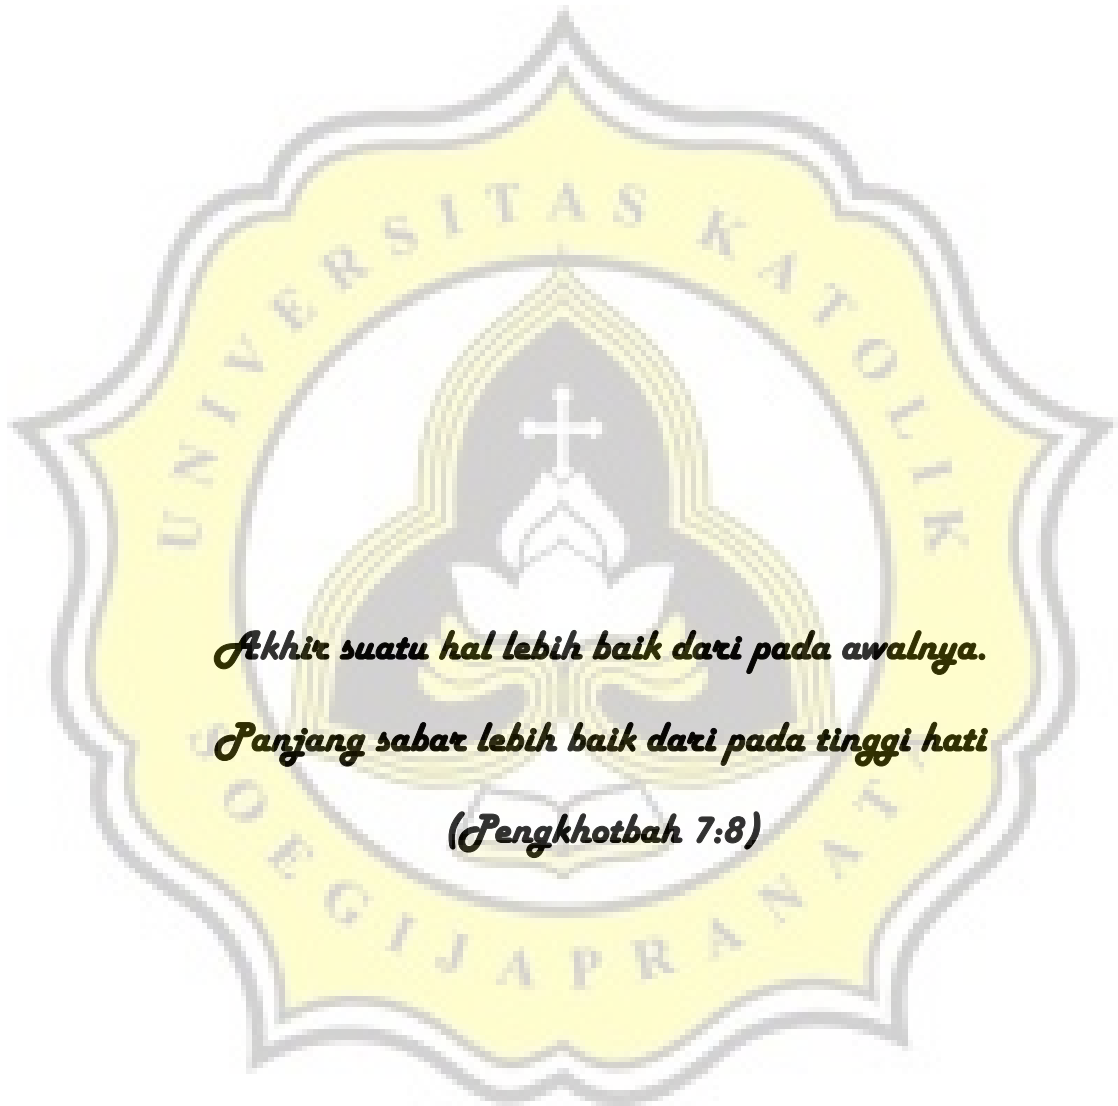 UNIVERSITAS KATOLIK
Akhir suatu hal lebih baik dari pada awalnya.
Panjang sabar lebih baik dari pada tinggi hati
(Pengkhotbah 7:8)
SOEGIJAPRANATA